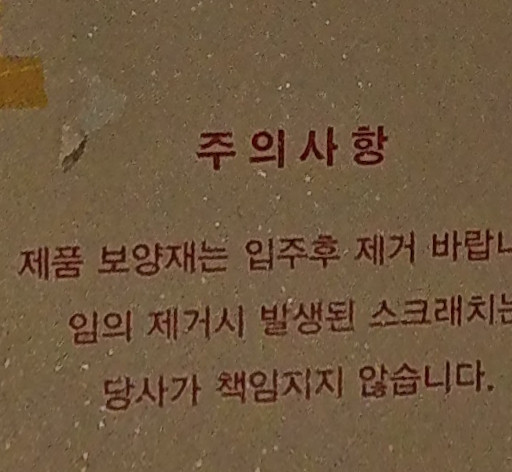 주의사항
제품 보양재는 입주후 제거 바랍니
임의 제거시 발생된 스크래치는
당사가 책임지지 않습니다.